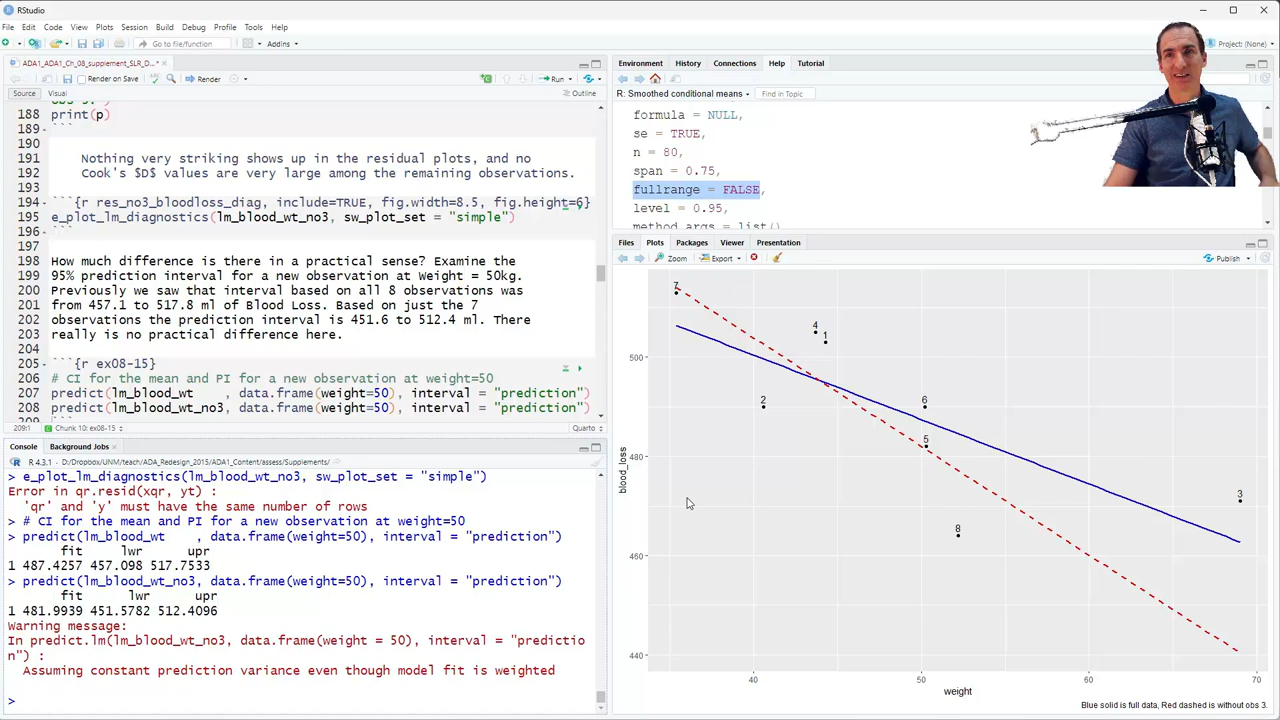 RStudio
File Edit Code View Plots Session Build Debug Profile Tools Help
Go to file/function
Addins
Project: (None)
ADA1_ADA1_Ch_08_supplement_SLR_D...*
Render on Save
Render
Run
Source Visual
Outline
obs 3.")
188 print(p)
189 ```
190
191 Nothing very striking shows up in the residual plots, and no
192 Cook's $D$ values are very large among the remaining observations.
193
194 ```{r res_no3_bloodloss_diag, include=TRUE, fig.width=8.5, fig.height=6}
195 e_plot_lm_diagnostics(lm_blood_wt_no3, sw_plot_set = "simple")
196 ```
197
198 How much difference is there in a practical sense? Examine the
199 95% prediction interval for a new observation at Weight = 50kg.
200 Previously we saw that interval based on all 8 observations was
201 from 457.1 to 517.8 ml of Blood Loss. Based on just the 7
202 observations the prediction interval is 451.6 to 512.4 ml. There
203 really is no practical difference here.
204
205 ```{r ex08-15}
206 # CI for the mean and PI for a new observation at weight=50
207 predict(lm_blood_wt , data.frame(weight=50), interval = "prediction")
208 predict(lm_blood_wt_no3, data.frame(weight=50), interval = "prediction")
209:1 Chunk 10: ex08-15
Quarto
Console Background Jobs
R 4.3.1 · D:/Dropbox/UNM/teach/ADA_Redesign_2015/ADA1_Content/assess/Supplements/
> e_plot_lm_diagnostics(lm_blood_wt_no3, sw_plot_set = "simple")
Error in qr.resid(xqr, yt) :
'qr' and 'y' must have the same number of rows
> # CI for the mean and PI for a new observation at weight=50
> predict(lm_blood_wt , data.frame(weight=50), interval = "prediction")
fit lwr upr
1 487.4257 457.098 517.7533
> predict(lm_blood_wt_no3, data.frame(weight=50), interval = "prediction")
fit lwr upr
1 481.9939 451.5782 512.4096
Warning message:
In predict.lm(lm_blood_wt_no3, data.frame(weight = 50), interval = "predictio
n") :
Assuming constant prediction variance even though model fit is weighted
>
Environment History Connections Help Tutorial
R: Smoothed conditional means
Find in Topic
formula = NULL,
se = TRUE,
n = 80,
span = 0.75,
fullrange = FALSE,
level = 0.95,
method.args = list()
Files Plots Packages Viewer Presentation
Zoom Export Publish
7
4
1
500
2
6
5
480
3
8
460
440
blood_loss
40 50 60 70
weight
Blue solid is full data, Red dashed is without obs 3.